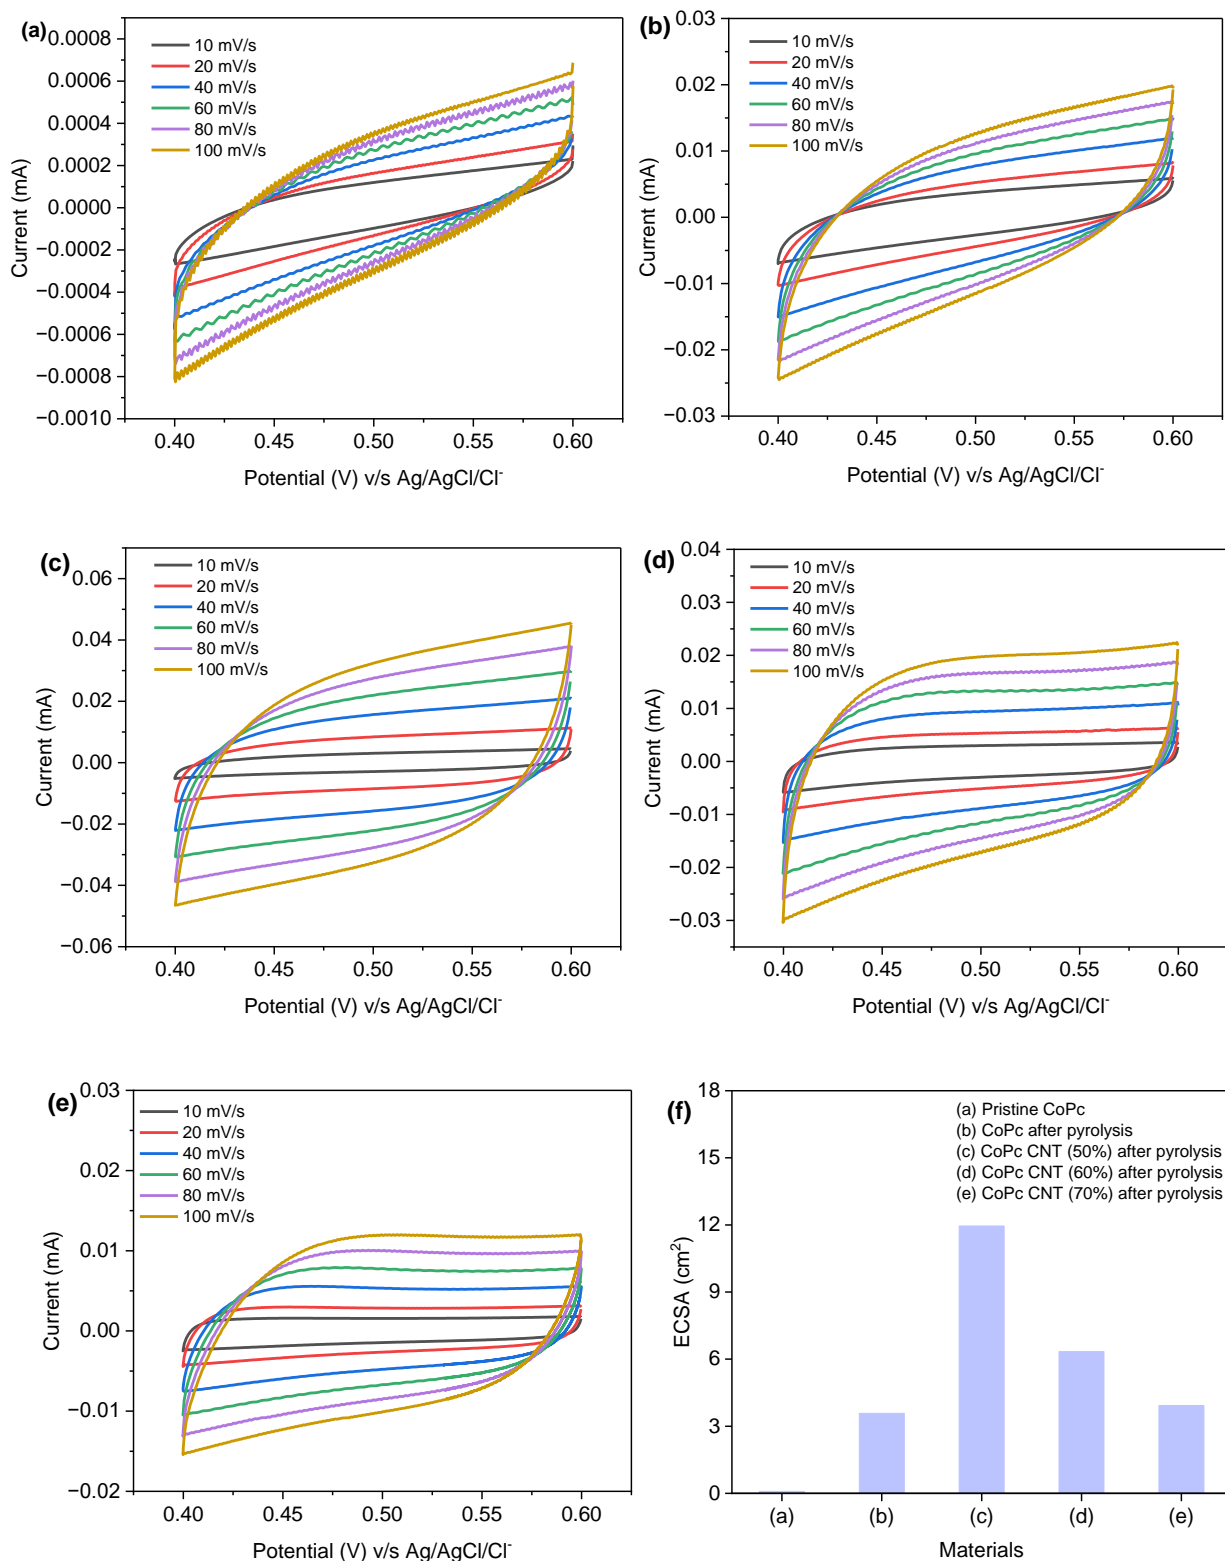 (a)
10 mV/s
20 mV/s
40 mV/s
60 mV/s
80 mV/s
100 mV/s
0.0008
0.0006
0.0004
0.0002
0.0000
−0.0002
−0.0004
−0.0006
−0.0008
−0.0010
Current (mA)
0.40 0.45 0.50 0.55 0.60
Potential (V) v/s Ag/AgCl/Cl⁻
(b)
10 mV/s
20 mV/s
40 mV/s
60 mV/s
80 mV/s
100 mV/s
0.03
0.02
0.01
0.00
−0.01
−0.02
−0.03
Current (mA)
0.40 0.45 0.50 0.55 0.60
Potential (V) v/s Ag/AgCl/Cl⁻
(c)
10 mV/s
20 mV/s
40 mV/s
60 mV/s
80 mV/s
100 mV/s
0.06
0.04
0.02
0.00
−0.02
−0.04
−0.06
Current (mA)
0.40 0.45 0.50 0.55 0.60
Potential (V) v/s Ag/AgCl/Cl⁻
(d)
10 mV/s
20 mV/s
40 mV/s
60 mV/s
80 mV/s
100 mV/s
0.04
0.03
0.02
0.01
0.00
−0.01
−0.02
−0.03
Current (mA)
0.40 0.45 0.50 0.55 0.60
Potential (V) v/s Ag/AgCl/Cl⁻
(e)
10 mV/s
20 mV/s
40 mV/s
60 mV/s
80 mV/s
100 mV/s
0.03
0.02
0.01
0.00
−0.01
−0.02
Current (mA)
0.40 0.45 0.50 0.55 0.60
Potential (V) v/s Ag/AgCl/Cl⁻
(f)
(a) Pristine CoPc
(b) CoPc after pyrolysis
(c) CoPc CNT (50%) after pyrolysis
(d) CoPc CNT (60%) after pyrolysis
(e) CoPc CNT (70%) after pyrolysis
18
15
12
9
6
3
0
ECSA (cm²)
(a) (b) (c) (d) (e)
Materials